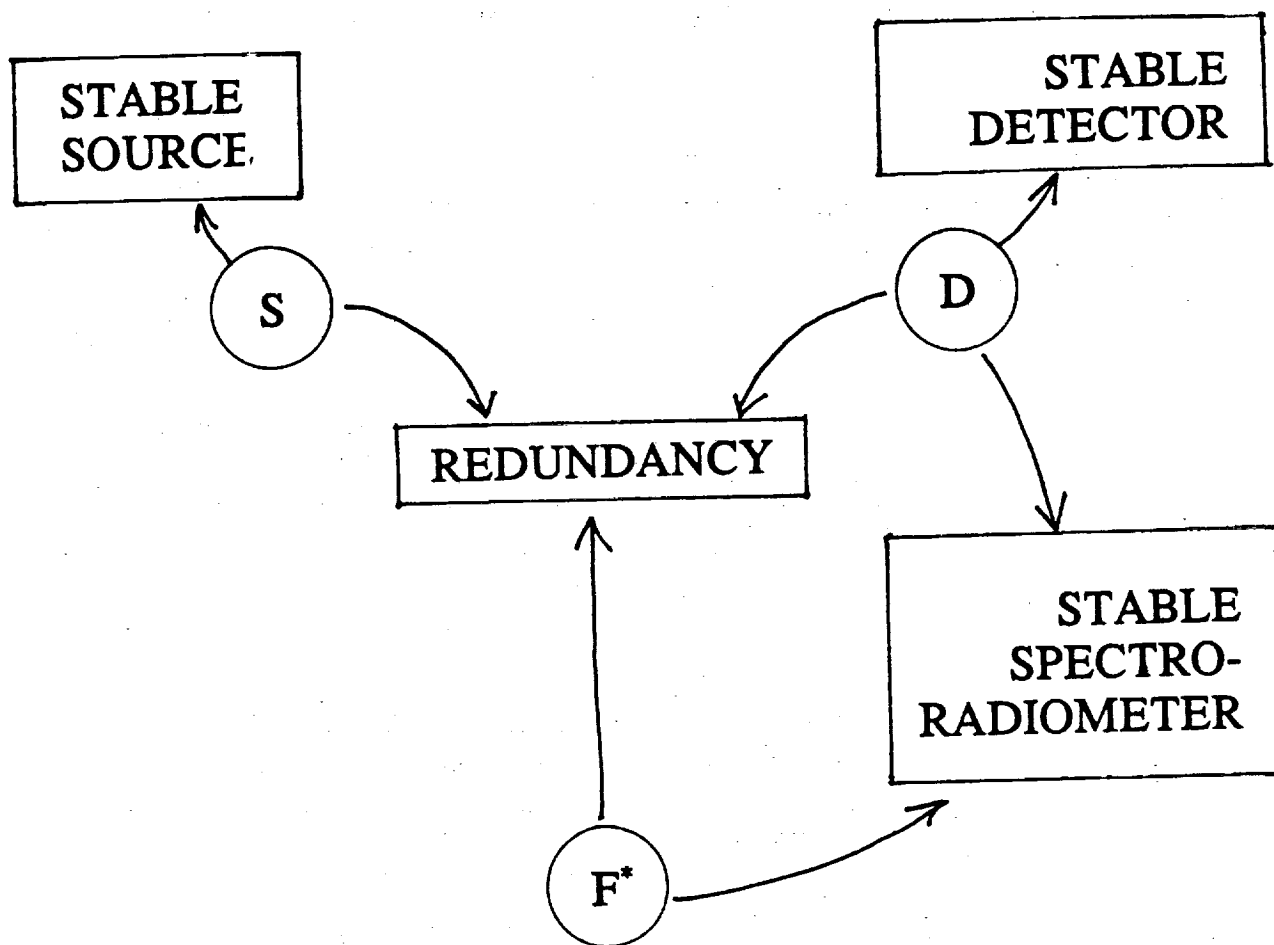 STABLE
SOURCE
STABLE
DETECTOR
S
D
REDUNDANCY
STABLE
SPECTRO-
RADIOMETER
F*